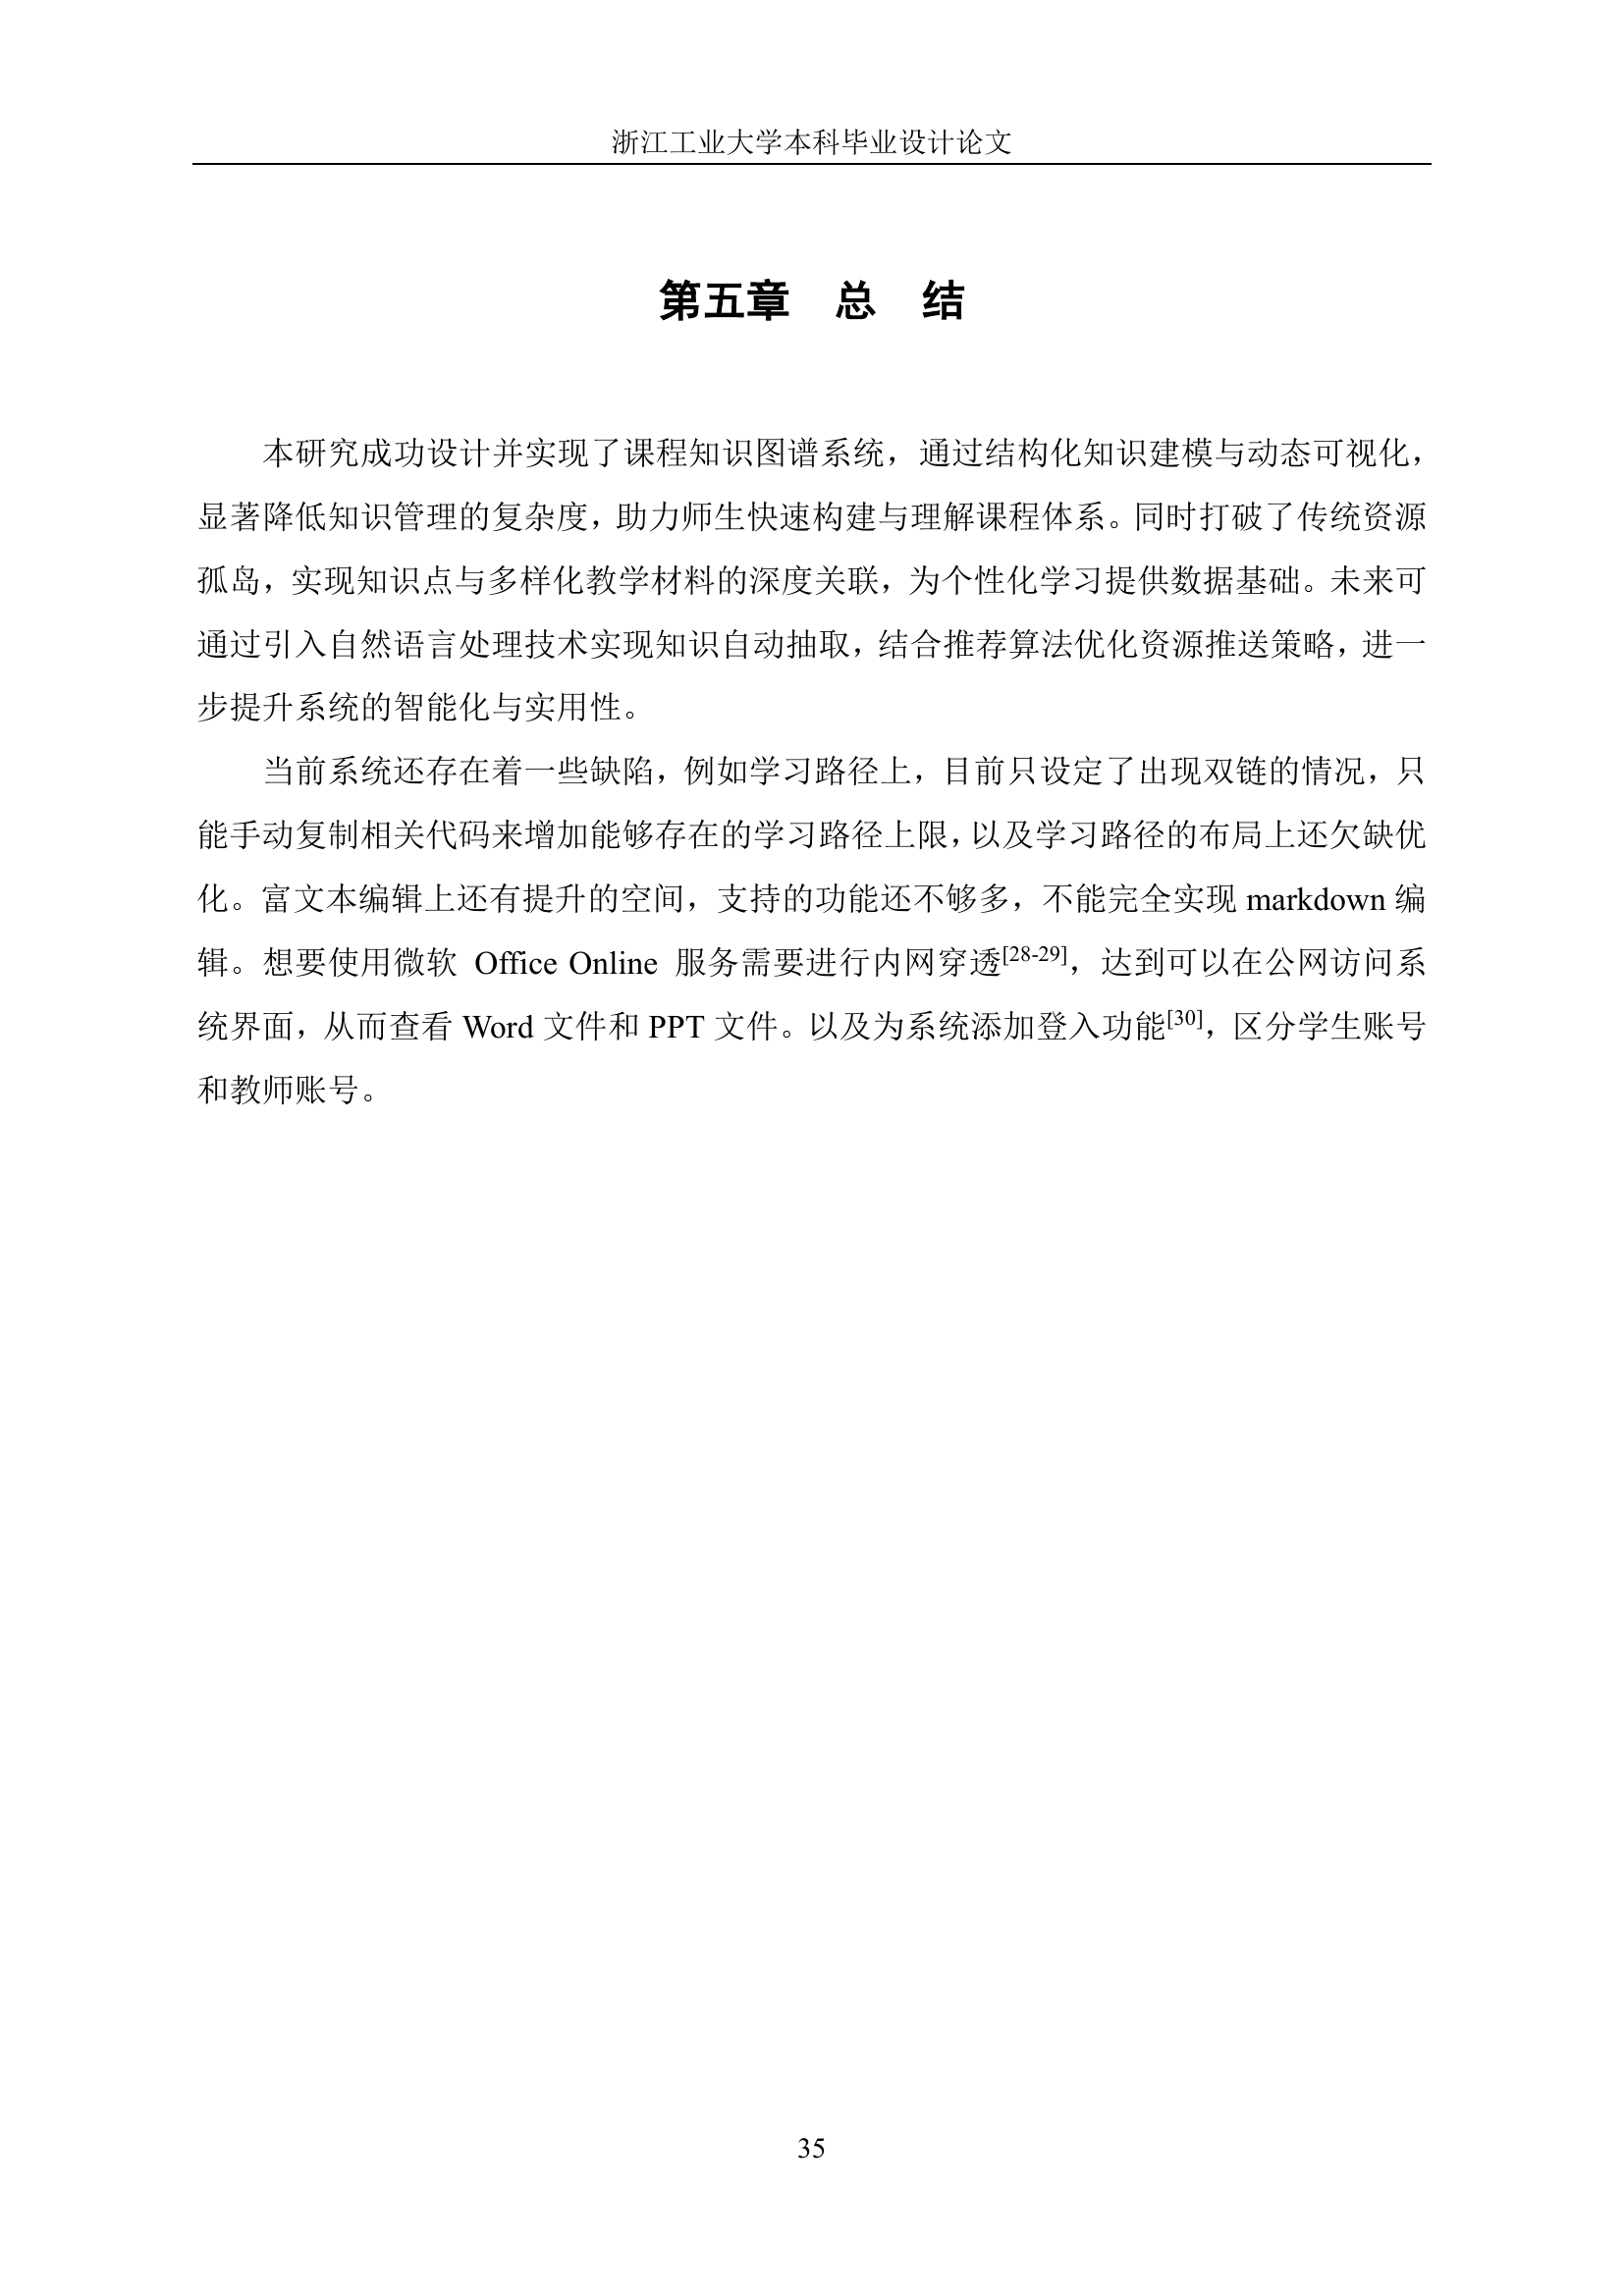 浙江工业大学本科毕业设计论文
第五章　总　结
本研究成功设计并实现了课程知识图谱系统，通过结构化知识建模与动态可视化，
显著降低知识管理的复杂度，助力师生快速构建与理解课程体系。同时打破了传统资源
孤岛，实现知识点与多样化教学材料的深度关联，为个性化学习提供数据基础。未来可
通过引入自然语言处理技术实现知识自动抽取，结合推荐算法优化资源推送策略，进一
步提升系统的智能化与实用性。
当前系统还存在着一些缺陷，例如学习路径上，目前只设定了出现双链的情况，只
能手动复制相关代码来增加能够存在的学习路径上限，以及学习路径的布局上还欠缺优
化。富文本编辑上还有提升的空间，支持的功能还不够多，不能完全实现 markdown 编
辑。想要使用微软 Office Online 服务需要进行内网穿透[28-29]，达到可以在公网访问系
统界面，从而查看 Word 文件和 PPT 文件。以及为系统添加登入功能[30]，区分学生账号
和教师账号。
35